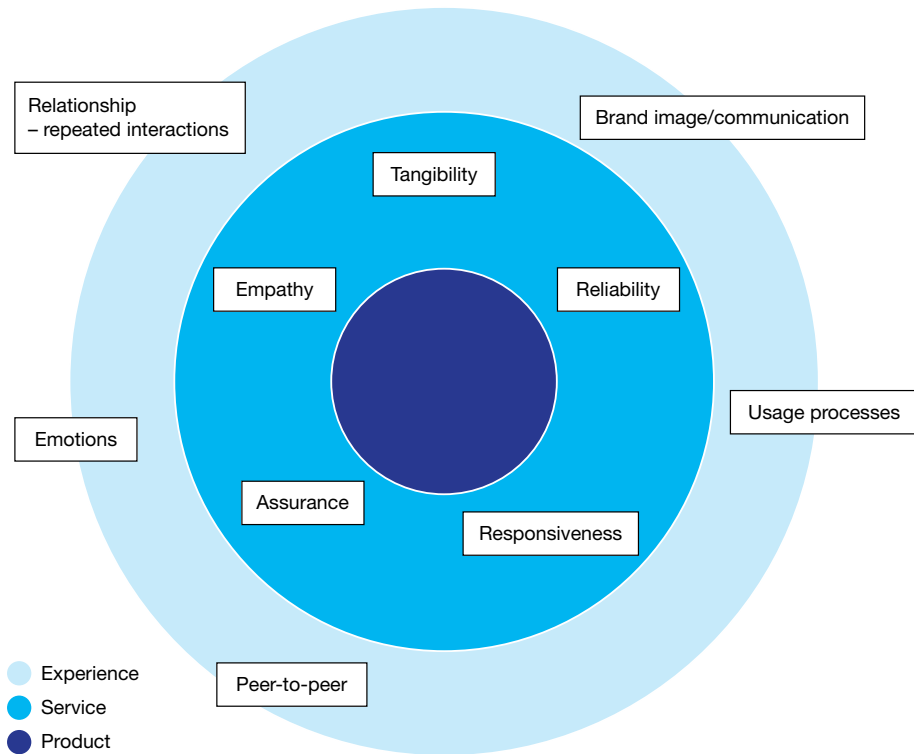 Relationship
– repeated interactions
Brand image/communication
Tangibility
Empathy
Reliability
Emotions
Usage processes
Assurance
Responsiveness
Peer-to-peer
Experience
Service
Product